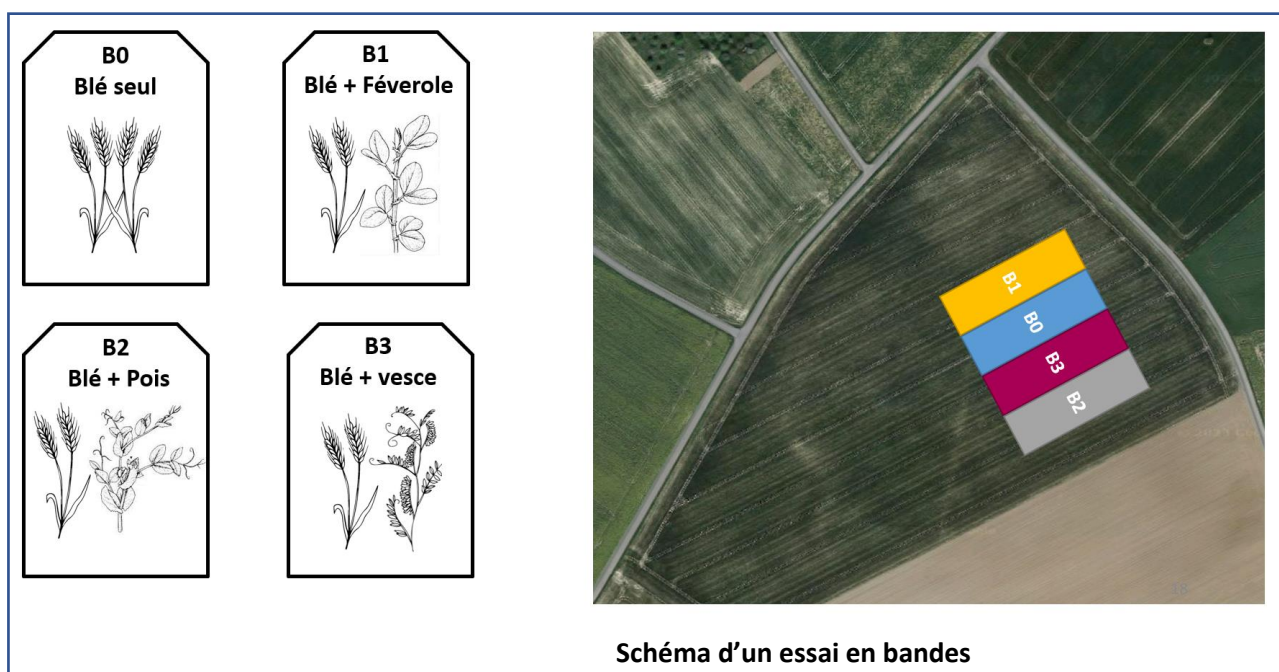 B0
Blé seul
B1
Blé + Féverole
B2
Blé + Pois
B3
Blé + vesce
B1
B0
B3
B2
18
Schéma d'un essai en bandes